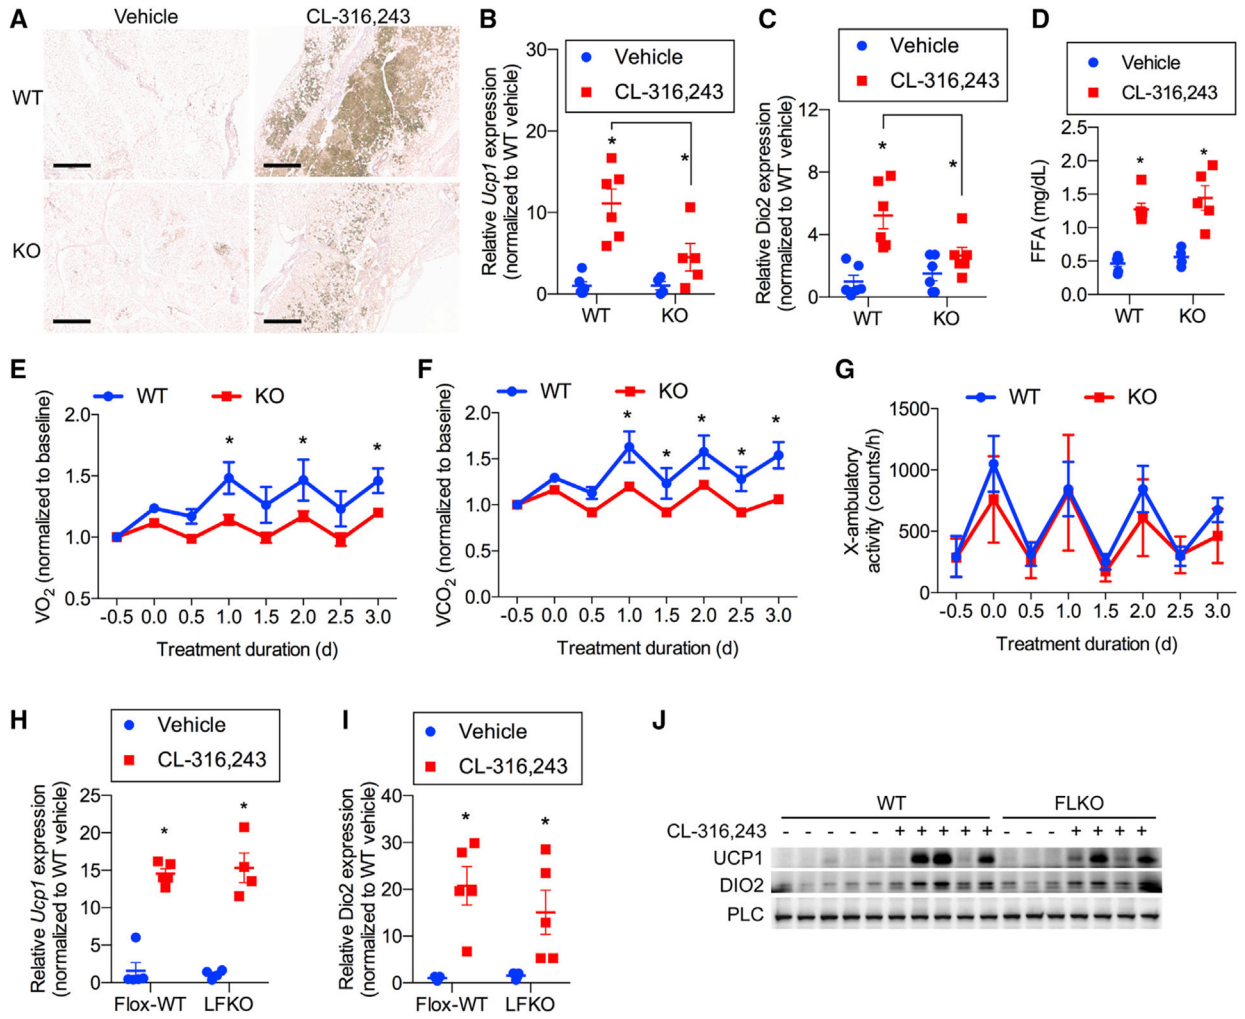 A
Vehicle
CL-316,243
WT
KO
B
Vehicle
CL-316,243
Relative Ucp1 expression
(normalized to WT vehicle)
30
20
10
0
*
*
WT
KO
C
Vehicle
CL-316,243
Relative Dio2 expression
(normalized to WT vehicle)
12
8
4
0
*
*
WT
KO
D
Vehicle
CL-316,243
FFA (mg/dL)
2.5
2.0
1.5
1.0
0.5
0.0
*
*
WT
KO
E
WT
KO
VO2 (normalized to baseline)
2.0
1.5
1.0
0.5
*
*
*
-0.5 0.0 0.5 1.0 1.5 2.0 2.5 3.0
Treatment duration (d)
F
WT
KO
VCO2 (normalized to baseine)
2.0
1.5
1.0
0.5
0.0
*
*
*
*
*
-0.5 0.0 0.5 1.0 1.5 2.0 2.5 3.0
Treatment duration (d)
G
WT
KO
X-ambulatory
activity (counts/h)
1500
1000
500
0
-0.5 0.0 0.5 1.0 1.5 2.0 2.5 3.0
Treatment duration (d)
H
Vehicle
CL-316,243
Relative Ucp1 expression
(normalized to WT vehicle)
25
20
15
10
5
0
*
*
Flox-WT
LFKO
I
Vehicle
CL-316,243
Relative Dio2 expression
(normalized to WT vehicle)
40
30
20
10
0
*
*
Flox-WT
LFKO
J
WT
FLKO
CL-316,243 - - - - - + + + + + - - - + + + +
UCP1
DIO2
PLC